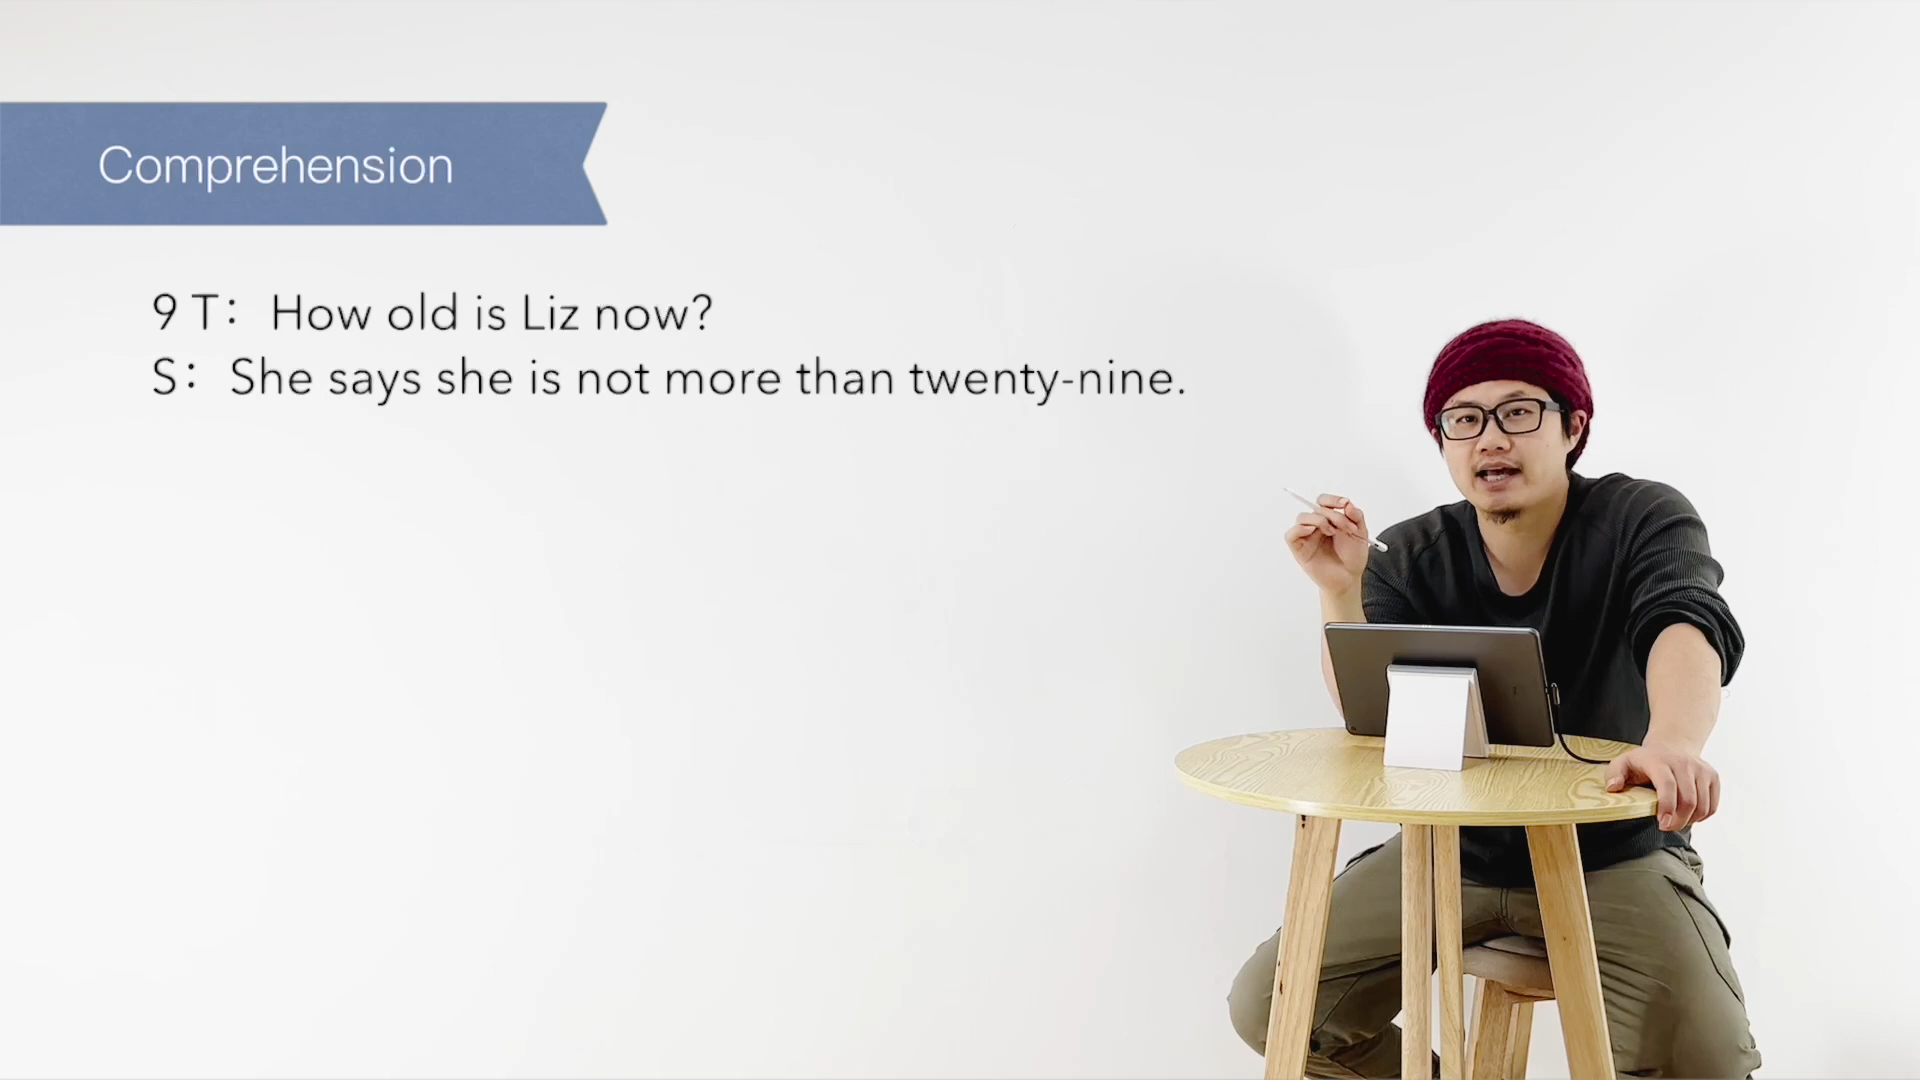 Comprehension
9 T：How old is Liz now?
S：She says she is not more than twenty-nine.